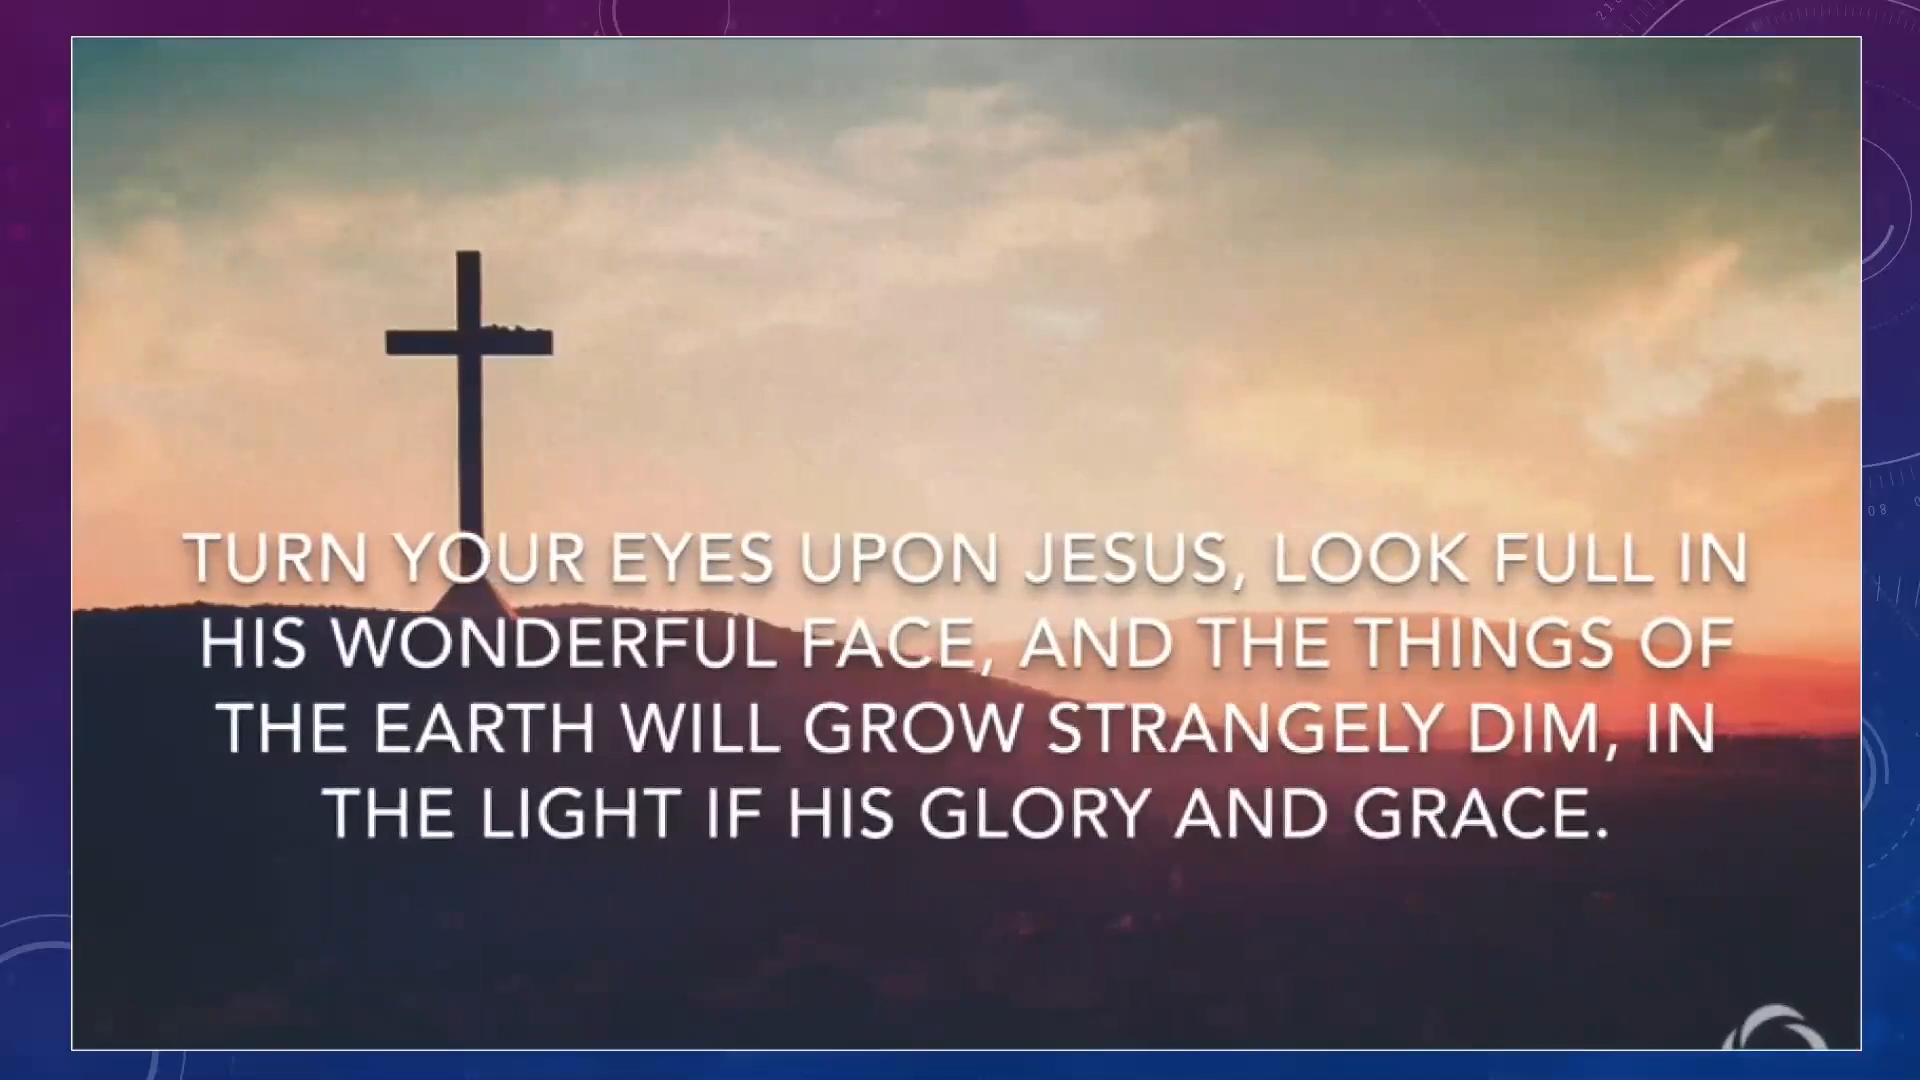 TURN YOUR EYES UPON JESUS, LOOK FULL IN
HIS WONDERFUL FACE, AND THE THINGS OF
THE EARTH WILL GROW STRANGELY DIM, IN
THE LIGHT IF HIS GLORY AND GRACE.